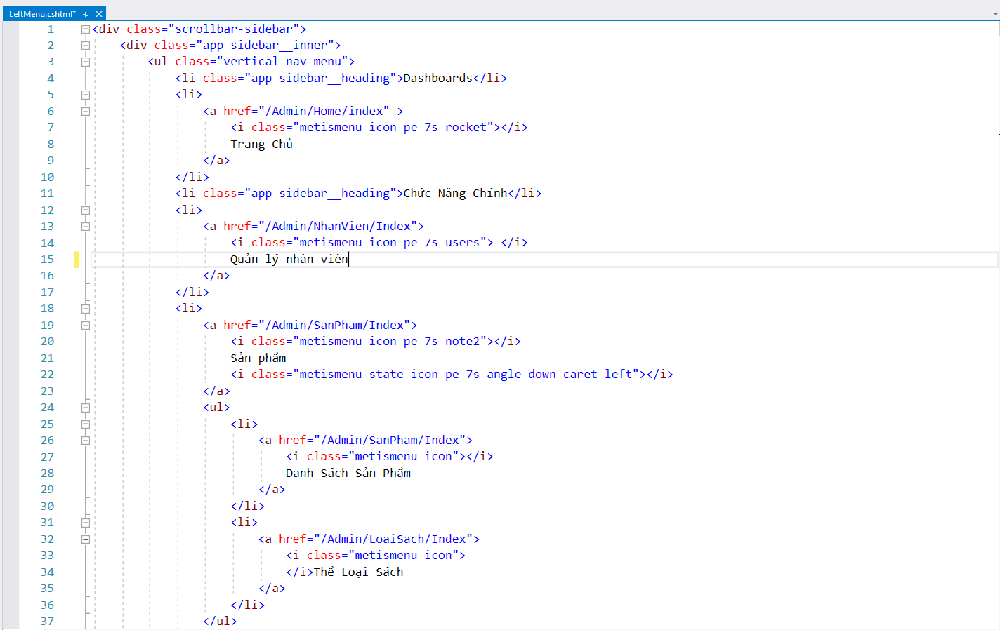 _LeftMenu.cshtml*
1 <div class="scrollbar-sidebar">
2 <div class="app-sidebar__inner">
3 <ul class="vertical-nav-menu">
4 <li class="app-sidebar__heading">Dashboards</li>
5 <li>
6 <a href="/Admin/Home/index" >
7 <i class="metismenu-icon pe-7s-rocket"></i>
8 Trang Chủ
9 </a>
10 </li>
11 <li class="app-sidebar__heading">Chức Năng Chính</li>
12 <li>
13 <a href="/Admin/NhanVien/Index">
14 <i class="metismenu-icon pe-7s-users"> </i>
15 Quản lý nhân viên
16 </a>
17 </li>
18 <li>
19 <a href="/Admin/SanPham/Index">
20 <i class="metismenu-icon pe-7s-note2"></i>
21 Sản phẩm
22 <i class="metismenu-state-icon pe-7s-angle-down caret-left"></i>
23 </a>
24 <ul>
25 <li>
26 <a href="/Admin/SanPham/Index">
27 <i class="metismenu-icon"></i>
28 Danh Sách Sản Phẩm
29 </a>
30 </li>
31 <li>
32 <a href="/Admin/LoaiSach/Index">
33 <i class="metismenu-icon">
34 </i>Thể Loại Sách
35 </a>
36 </li>
37 </ul>